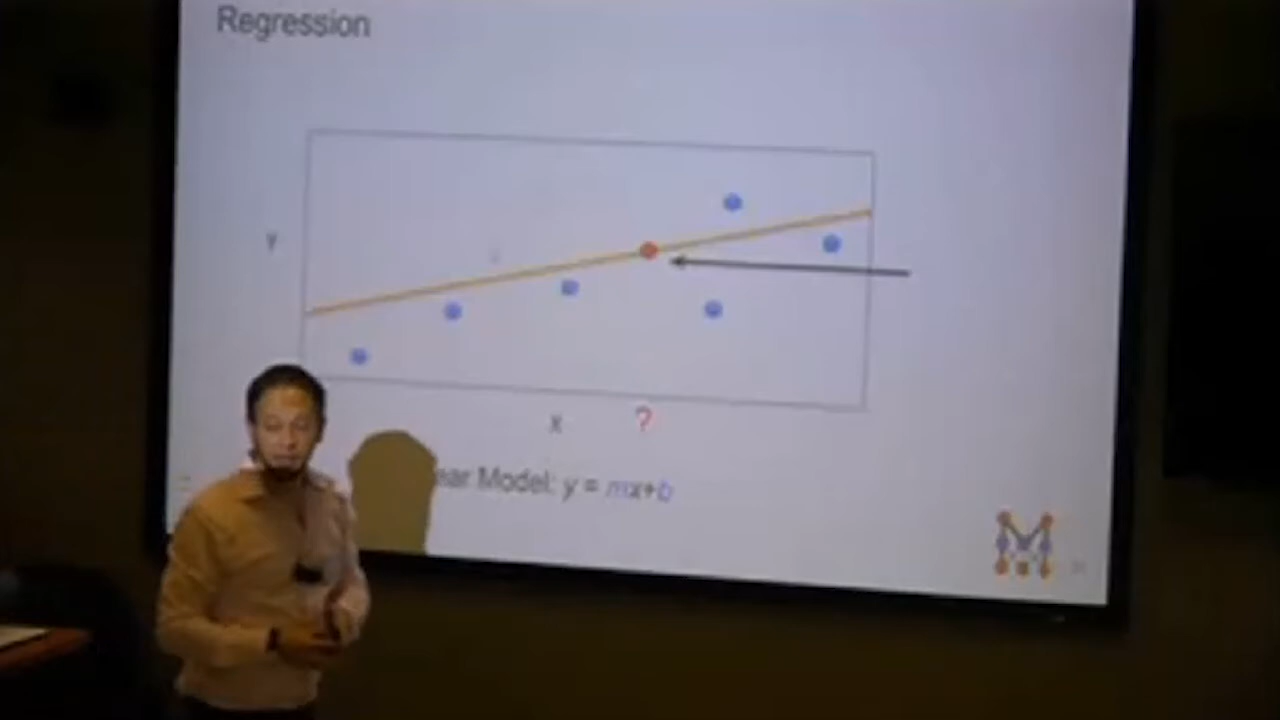 Regression
Y
X ?
ear Model: y = mx+b